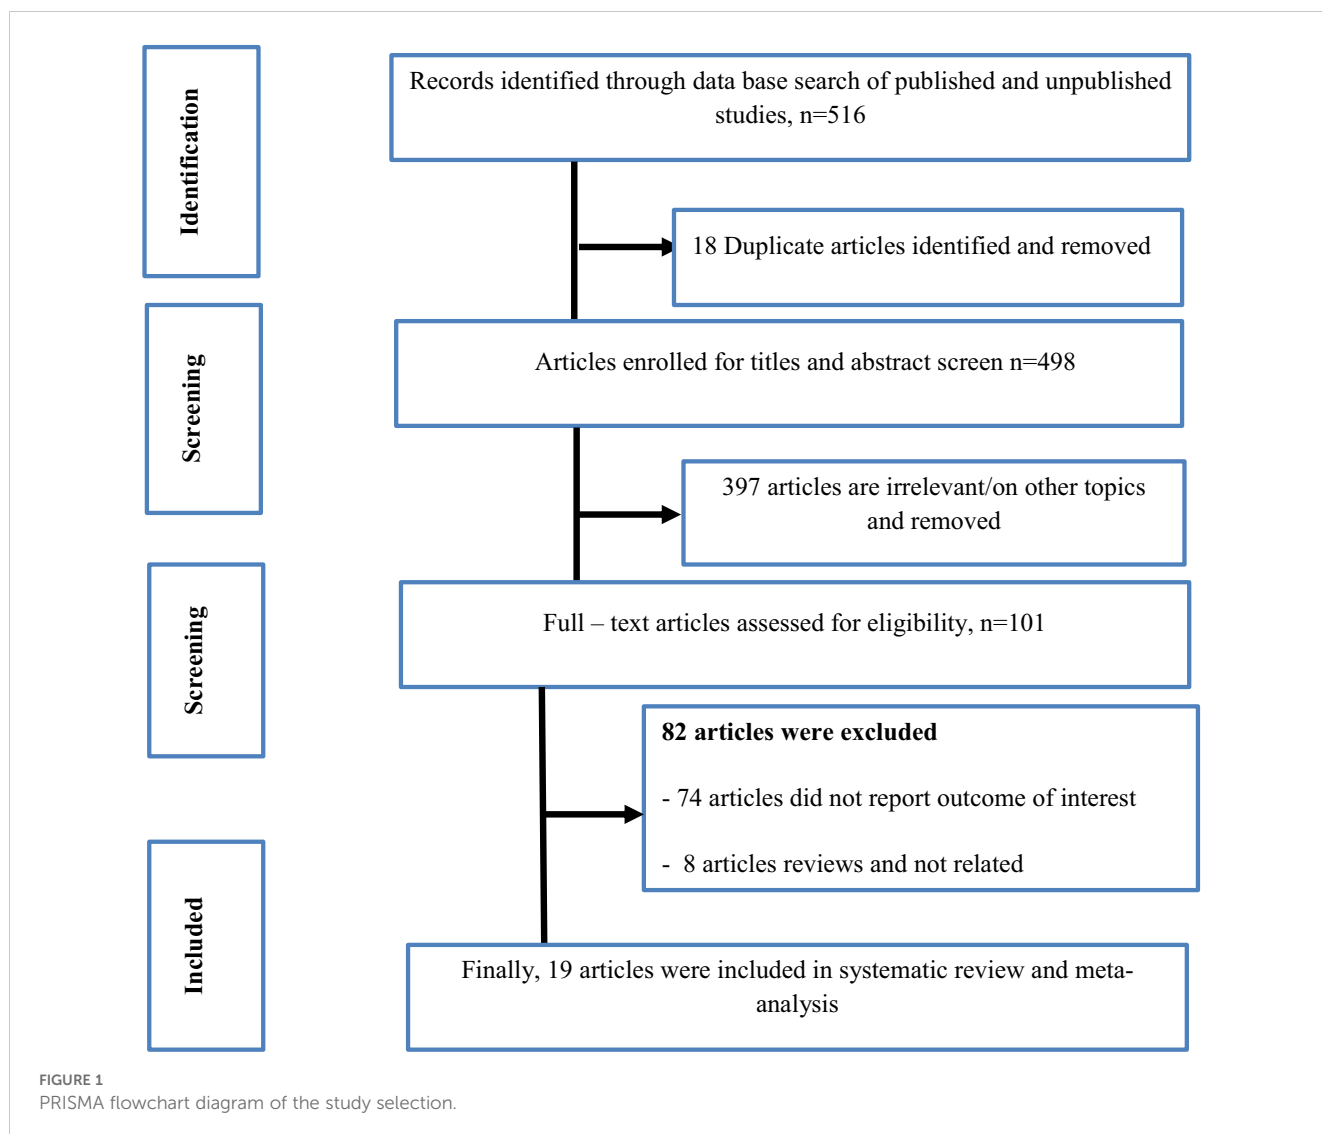 Identification
Records identified through data base search of published and unpublished
studies, n=516
18 Duplicate articles identified and removed
Screening
Articles enrolled for titles and abstract screen n=498
397 articles are irrelevant/on other topics
and removed
Screening
Full – text articles assessed for eligibility, n=101
82 articles were excluded
- 74 articles did not report outcome of interest
- 8 articles reviews and not related
Included
Finally, 19 articles were included in systematic review and meta-
analysis
FIGURE 1
PRISMA flowchart diagram of the study selection.